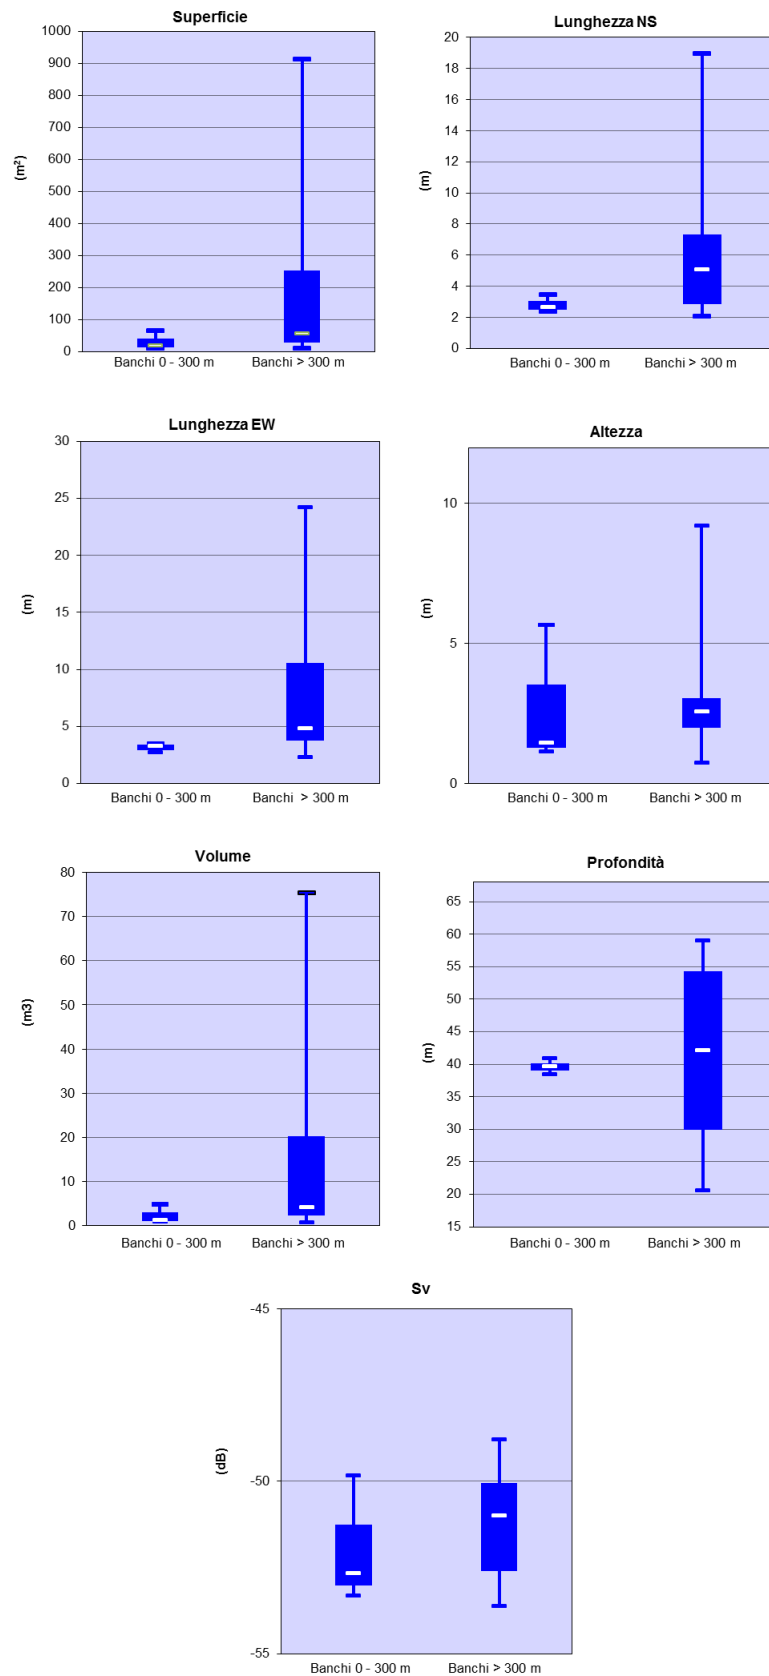 Superficie
1000
900
800
700
600
500
400
300
200
100
0
(m²)
Banchi 0 - 300 m Banchi > 300 m
Lunghezza NS
20
18
16
14
12
10
8
6
4
2
0
(m)
Banchi 0 - 300 m Banchi > 300 m
Lunghezza EW
30
25
20
15
10
5
0
(m)
Banchi 0 - 300 m Banchi > 300 m
Altezza
10
5
0
(m)
Banchi 0 - 300 m Banchi > 300 m
Volume
80
70
60
50
40
30
20
10
0
(m3)
Banchi 0 - 300 m Banchi > 300 m
Profondità
65
60
55
50
45
40
35
30
25
20
15
(m)
Banchi 0 - 300 m Banchi > 300 m
Sv
-45
-50
-55
(dB)
Banchi 0 - 300 m Banchi > 300 m